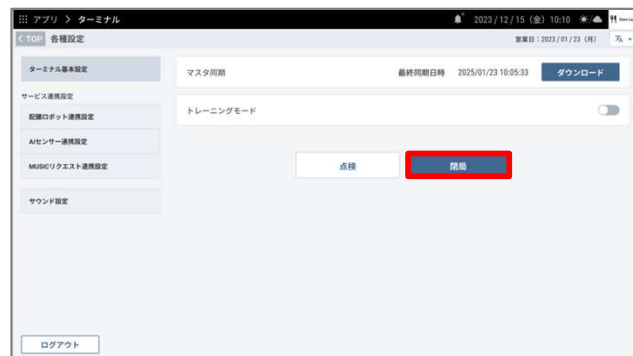 アプリ > ターミナル
2023 / 12 / 15 (金) 10:10
< TOP 各種設定
営業日：2023 / 01 / 23 (月)
ターミナル基本設定
サービス連携設定
配膳ロボット連携設定
AIセンサー連携設定
MUSICリクエスト連携設定
サウンド設定
マスタ同期 最終同期日時 2025/01/23 10:05:33 ダウンロード
トレーニングモード
点検 閉局
ログアウト